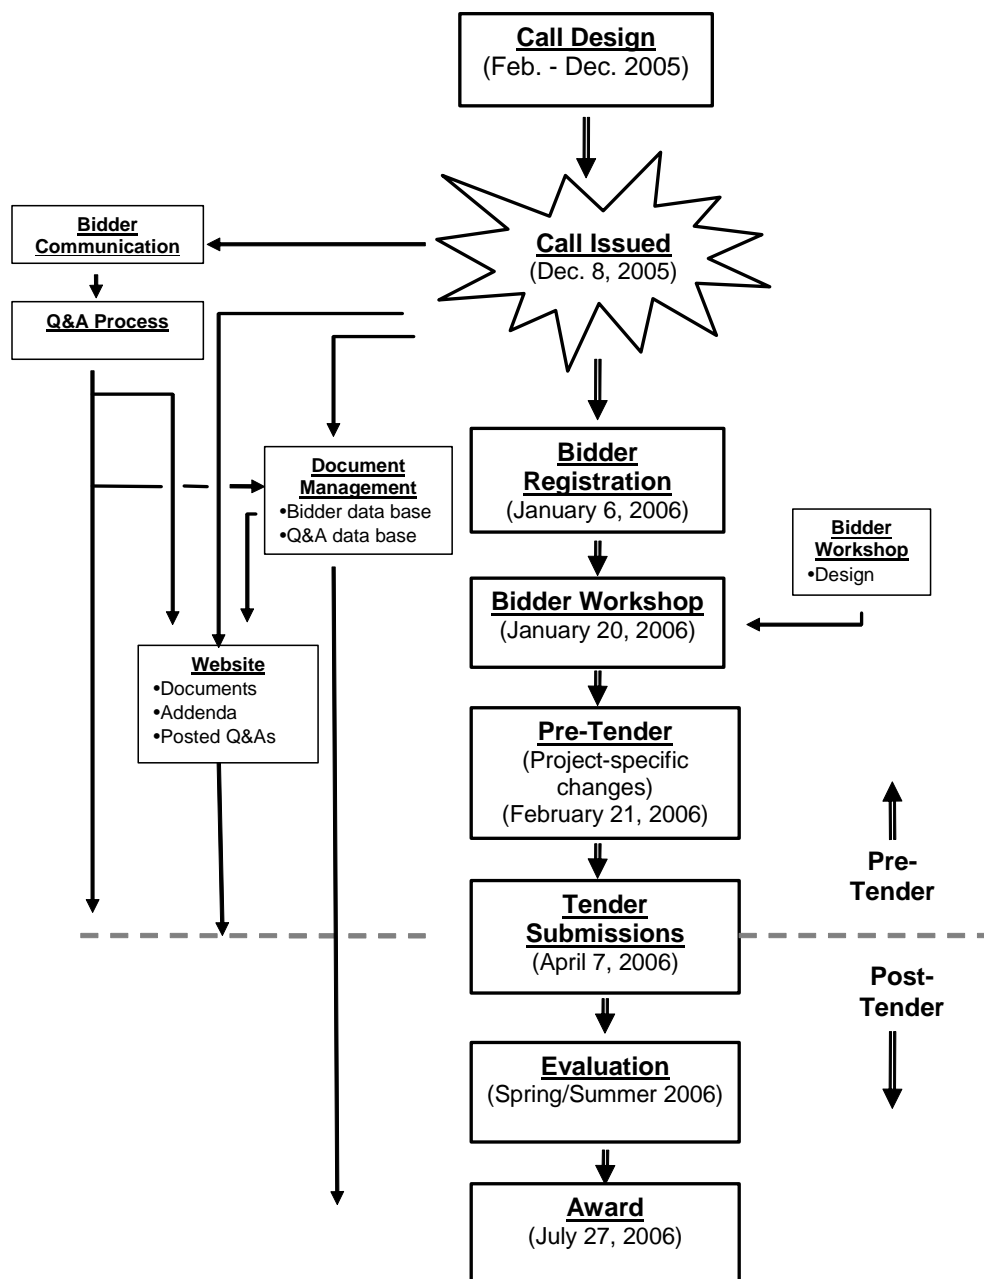 Call Design
(Feb. - Dec. 2005)
Call Issued
(Dec. 8, 2005)
Bidder
Communication
Q&A Process
Document
Management
•Bidder data base
•Q&A data base
Website
•Documents
•Addenda
•Posted Q&As
Bidder
Registration
(January 6, 2006)
Bidder Workshop
(January 20, 2006)
Bidder
Workshop
•Design
Pre-Tender
(Project-specific
changes)
(February 21, 2006)
Tender
Submissions
(April 7, 2006)
Pre-
Tender
Post-
Tender
Evaluation
(Spring/Summer 2006)
Award
(July 27, 2006)